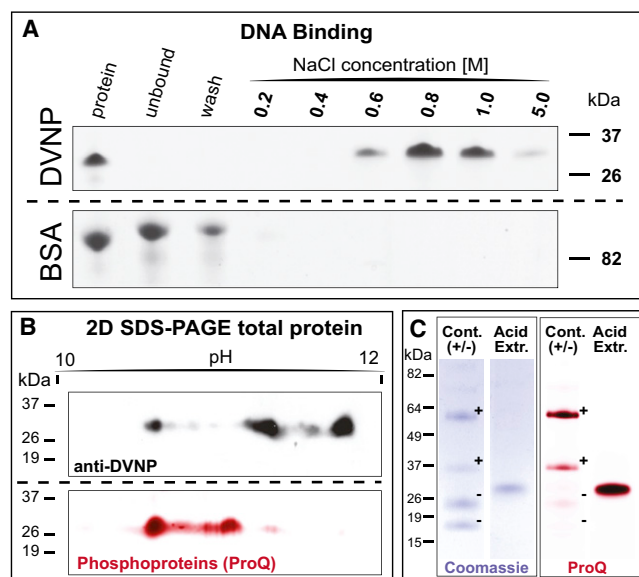 A
DNA Binding
NaCl concentration [M]
protein unbound wash 0.2 0.4 0.6 0.8 1.0 5.0 kDa
DVNP
37
26
BSA
82
B
2D SDS-PAGE total protein
10 pH 12
kDa
37
26
19
anti-DVNP
37
26
19
Phosphoproteins (ProQ)
C
Cont. (+/-) Acid Extr. Cont. (+/-) Acid Extr.
kDa
82
64 + +
49
37 + +
26 - -
19 - -
15
Coomassie ProQ